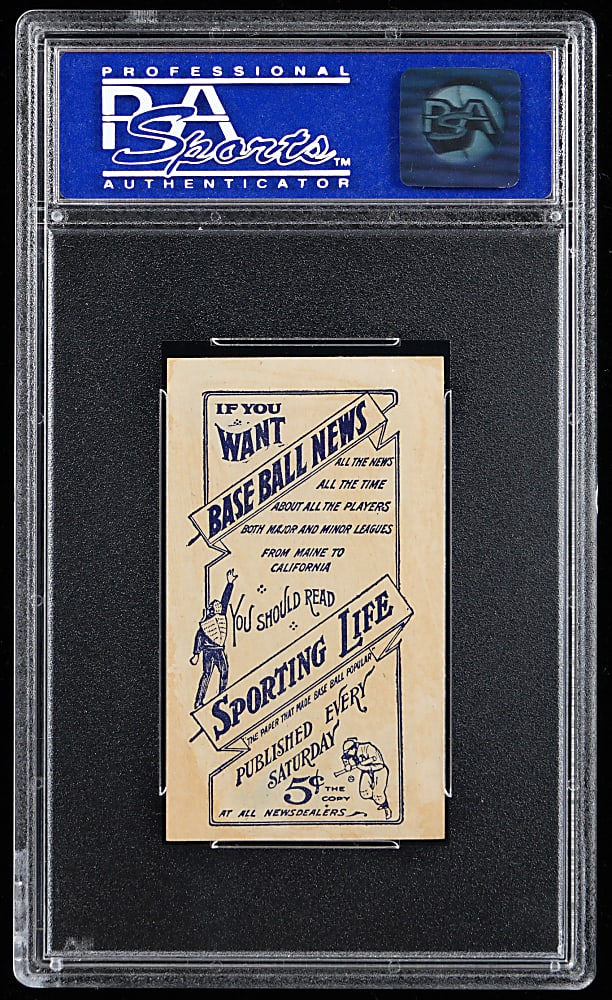 PROFESSIONAL
PSA
Sports™
AUTHENTICATOR
PSA
IF YOU
WANT
BASE BALL NEWS
ALL THE NEWS
ALL THE TIME
ABOUT ALL THE PLAYERS
BOTH MAJOR AND MINOR LEAGUES
FROM MAINE TO
CALIFORNIA
YOU SHOULD READ
SPORTING LIFE
"THE PAPER THAT MADE BASE BALL POPULAR"
PUBLISHED EVERY
SATURDAY
5¢ THE
COPY
AT ALL NEWSDEALERS